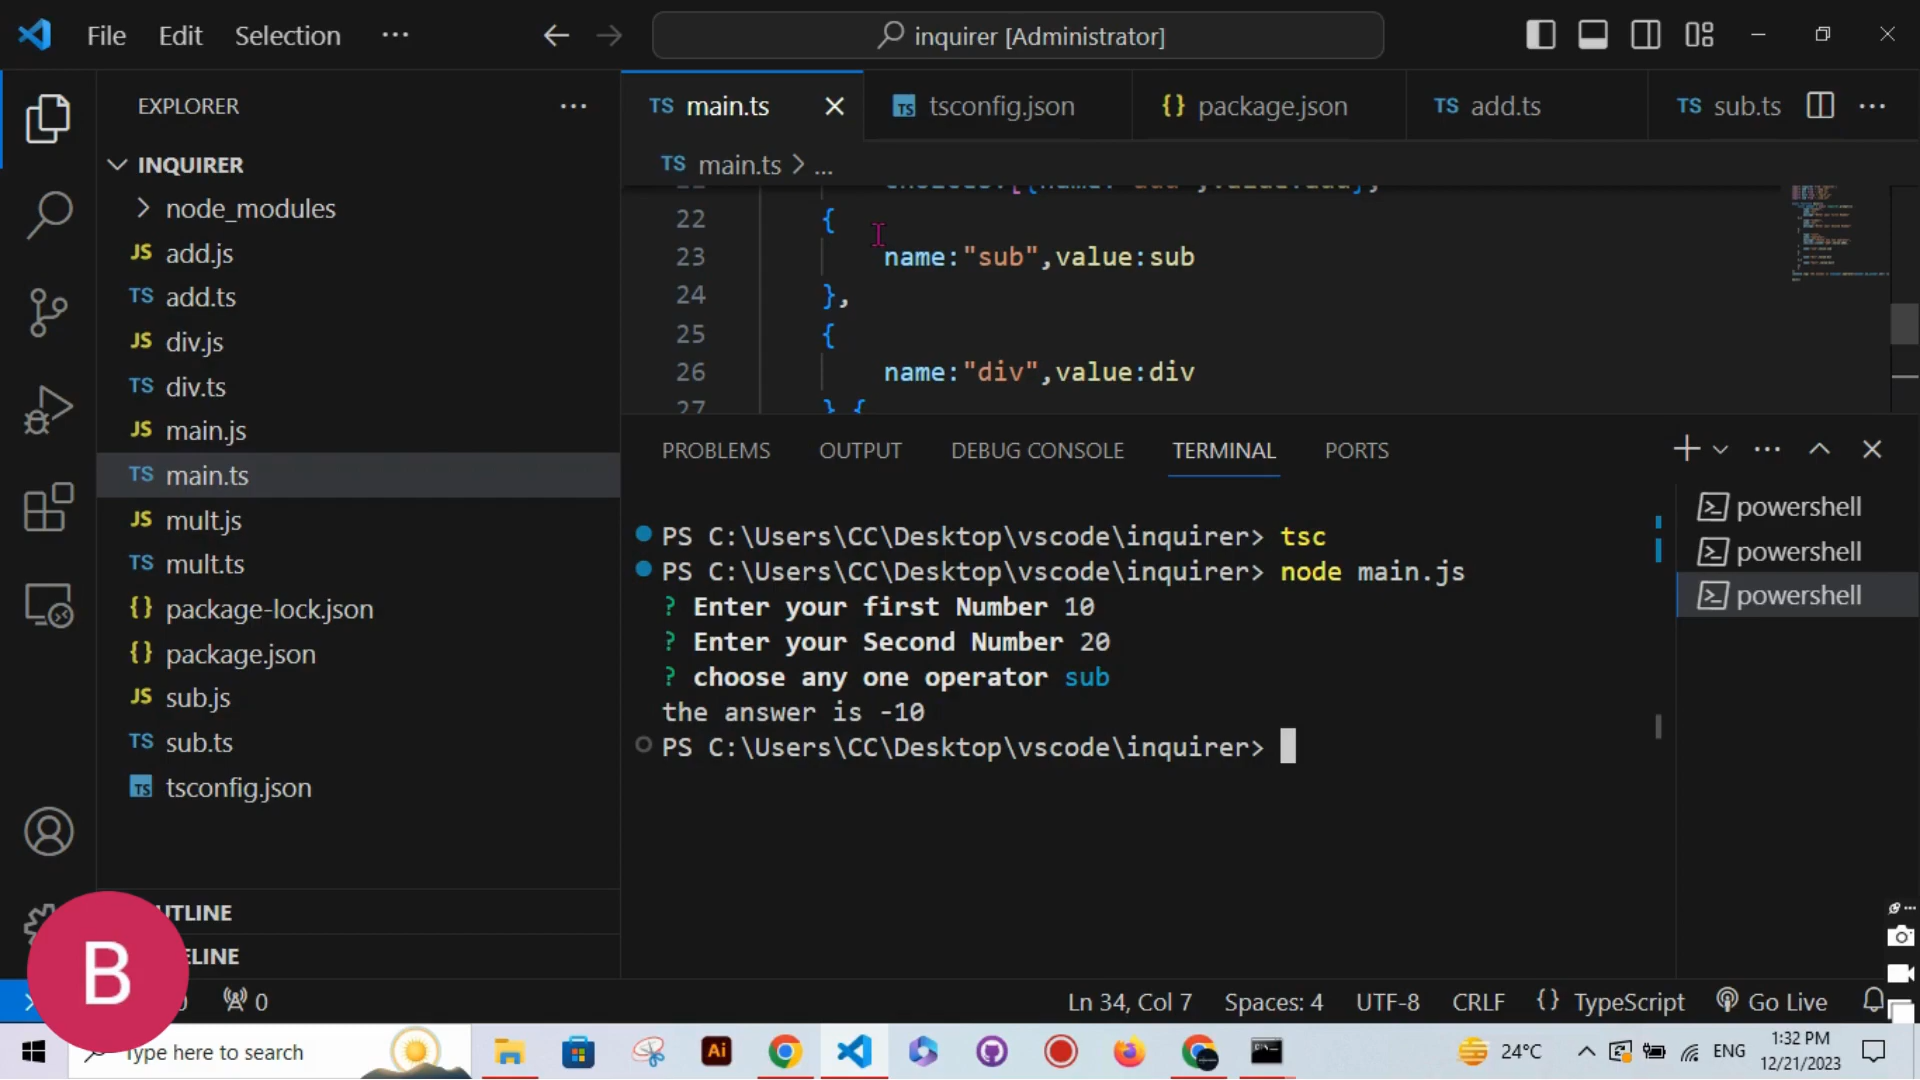 File Edit Selection ···
inquirer [Administrator]
EXPLORER ···
INQUIRER
node_modules
JS add.js
TS add.ts
JS div.js
TS div.ts
JS main.js
TS main.ts
JS mult.js
TS mult.ts
{} package-lock.json
{} package.json
JS sub.js
TS sub.ts
TS tsconfig.json
UTLINE
ELINE
TS main.ts
TS tsconfig.json
{} package.json
TS add.ts
TS sub.ts ···
TS main.ts > ...
22 {
23 name:"sub",value:sub
24 },
25 {
26 name:"div",value:div
27 } {
PROBLEMS OUTPUT DEBUG CONSOLE TERMINAL PORTS
PS C:\Users\CC\Desktop\vscode\inquirer> tsc
PS C:\Users\CC\Desktop\vscode\inquirer> node main.js
? Enter your first Number 10
? Enter your Second Number 20
? choose any one operator sub
the answer is -10
PS C:\Users\CC\Desktop\vscode\inquirer>
powershell
powershell
powershell
B
0
Ln 34, Col 7 Spaces: 4 UTF-8 CRLF {} TypeScript Go Live
Type here to search
Ai
24°C
ENG
1:32 PM
12/21/2023